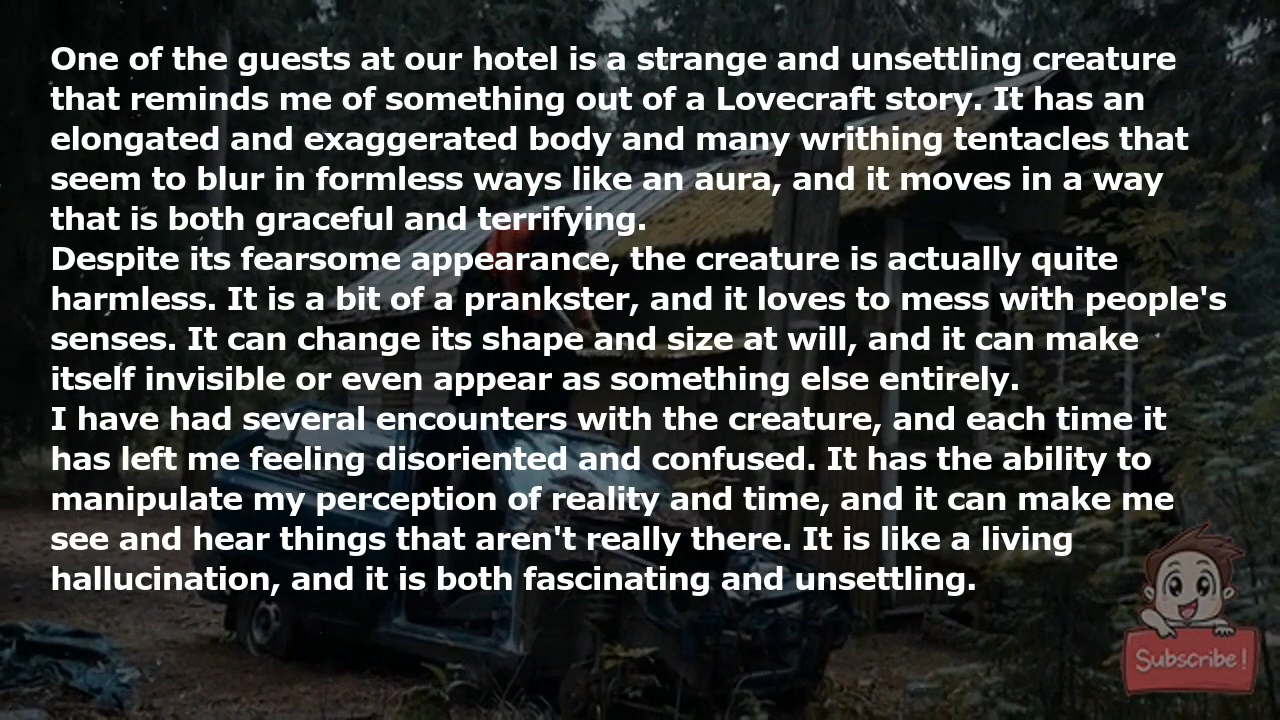 One of the guests at our hotel is a strange and unsettling creature
that reminds me of something out of a Lovecraft story. It has an
elongated and exaggerated body and many writhing tentacles that
seem to blur in formless ways like an aura, and it moves in a way
that is both graceful and terrifying.
Despite its fearsome appearance, the creature is actually quite
harmless. It is a bit of a prankster, and it loves to mess with people's
senses. It can change its shape and size at will, and it can make
itself invisible or even appear as something else entirely.
I have had several encounters with the creature, and each time it
has left me feeling disoriented and confused. It has the ability to
manipulate my perception of reality and time, and it can make me
see and hear things that aren't really there. It is like a living
hallucination, and it is both fascinating and unsettling.
Subscribe!